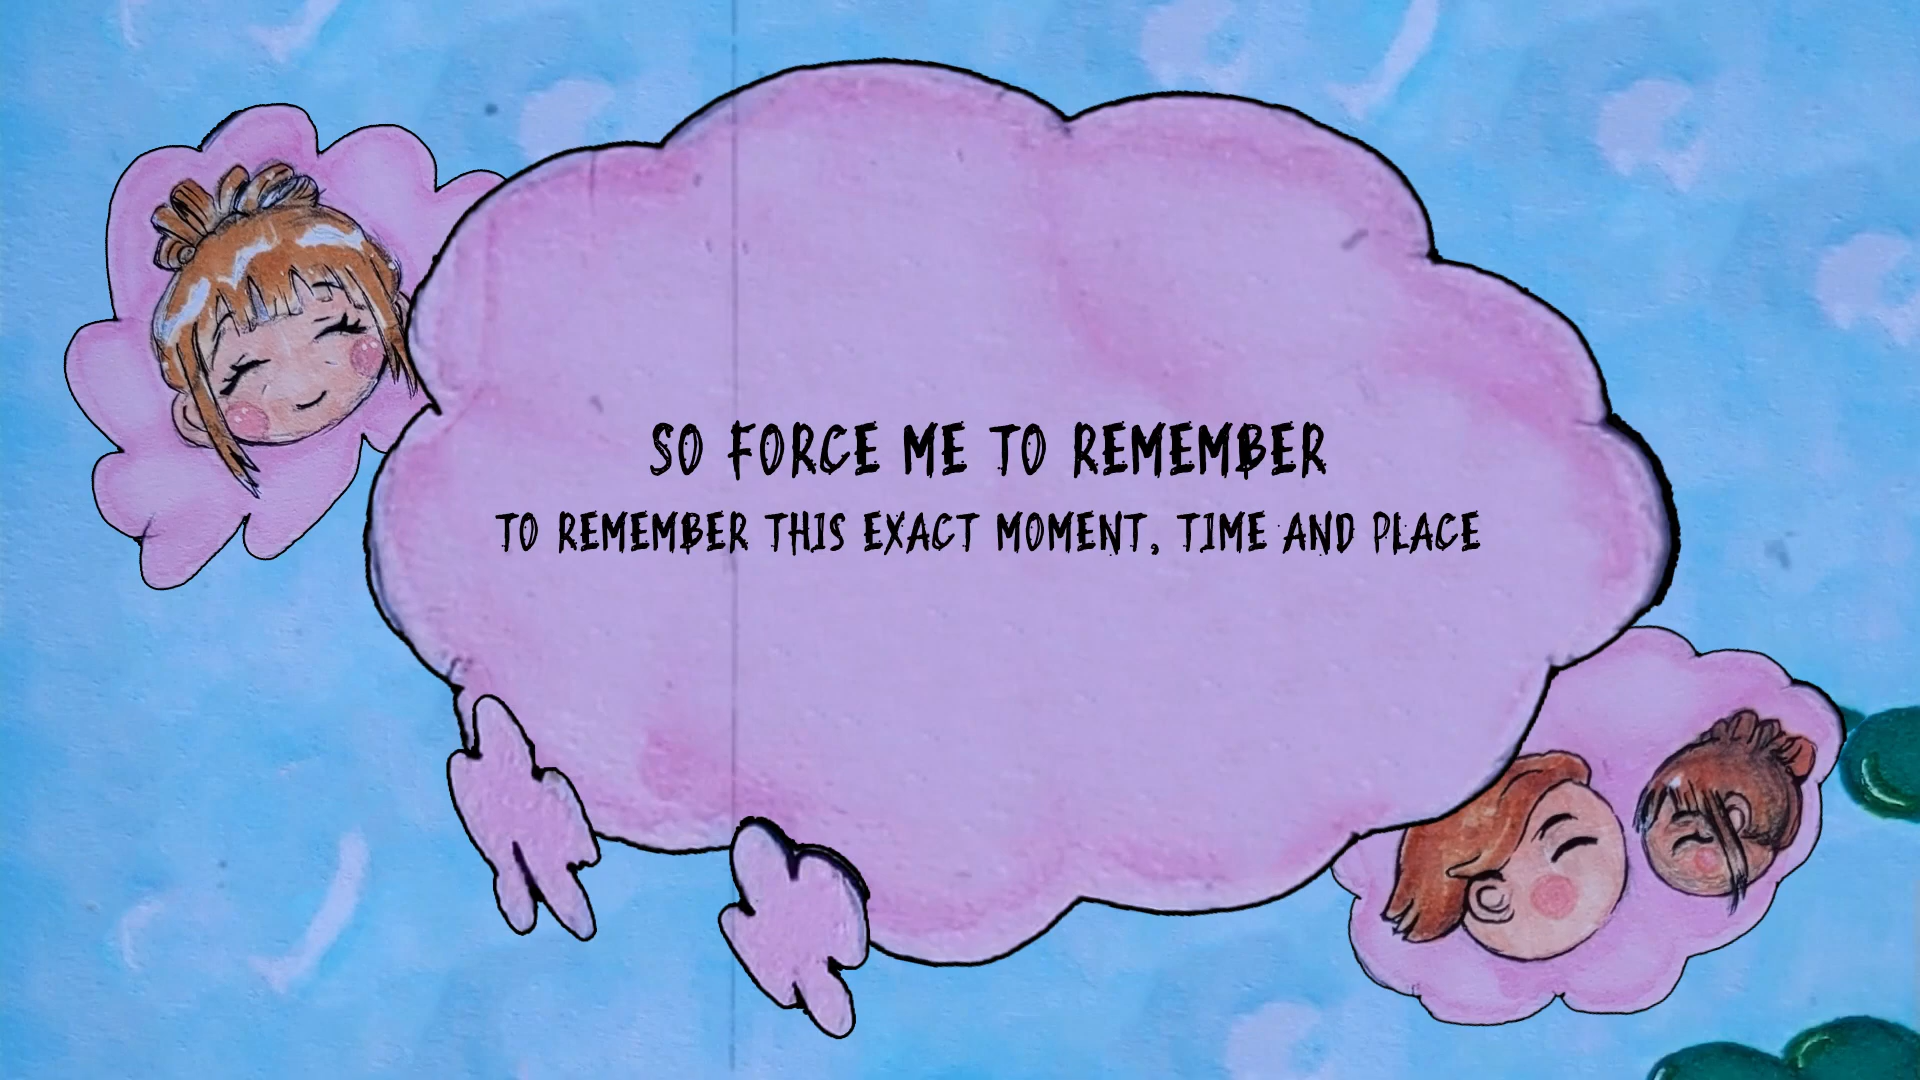 SO FORCE ME TO REMEMBER
TO REMEMBER THIS EXACT MOMENT, TIME AND PLACE